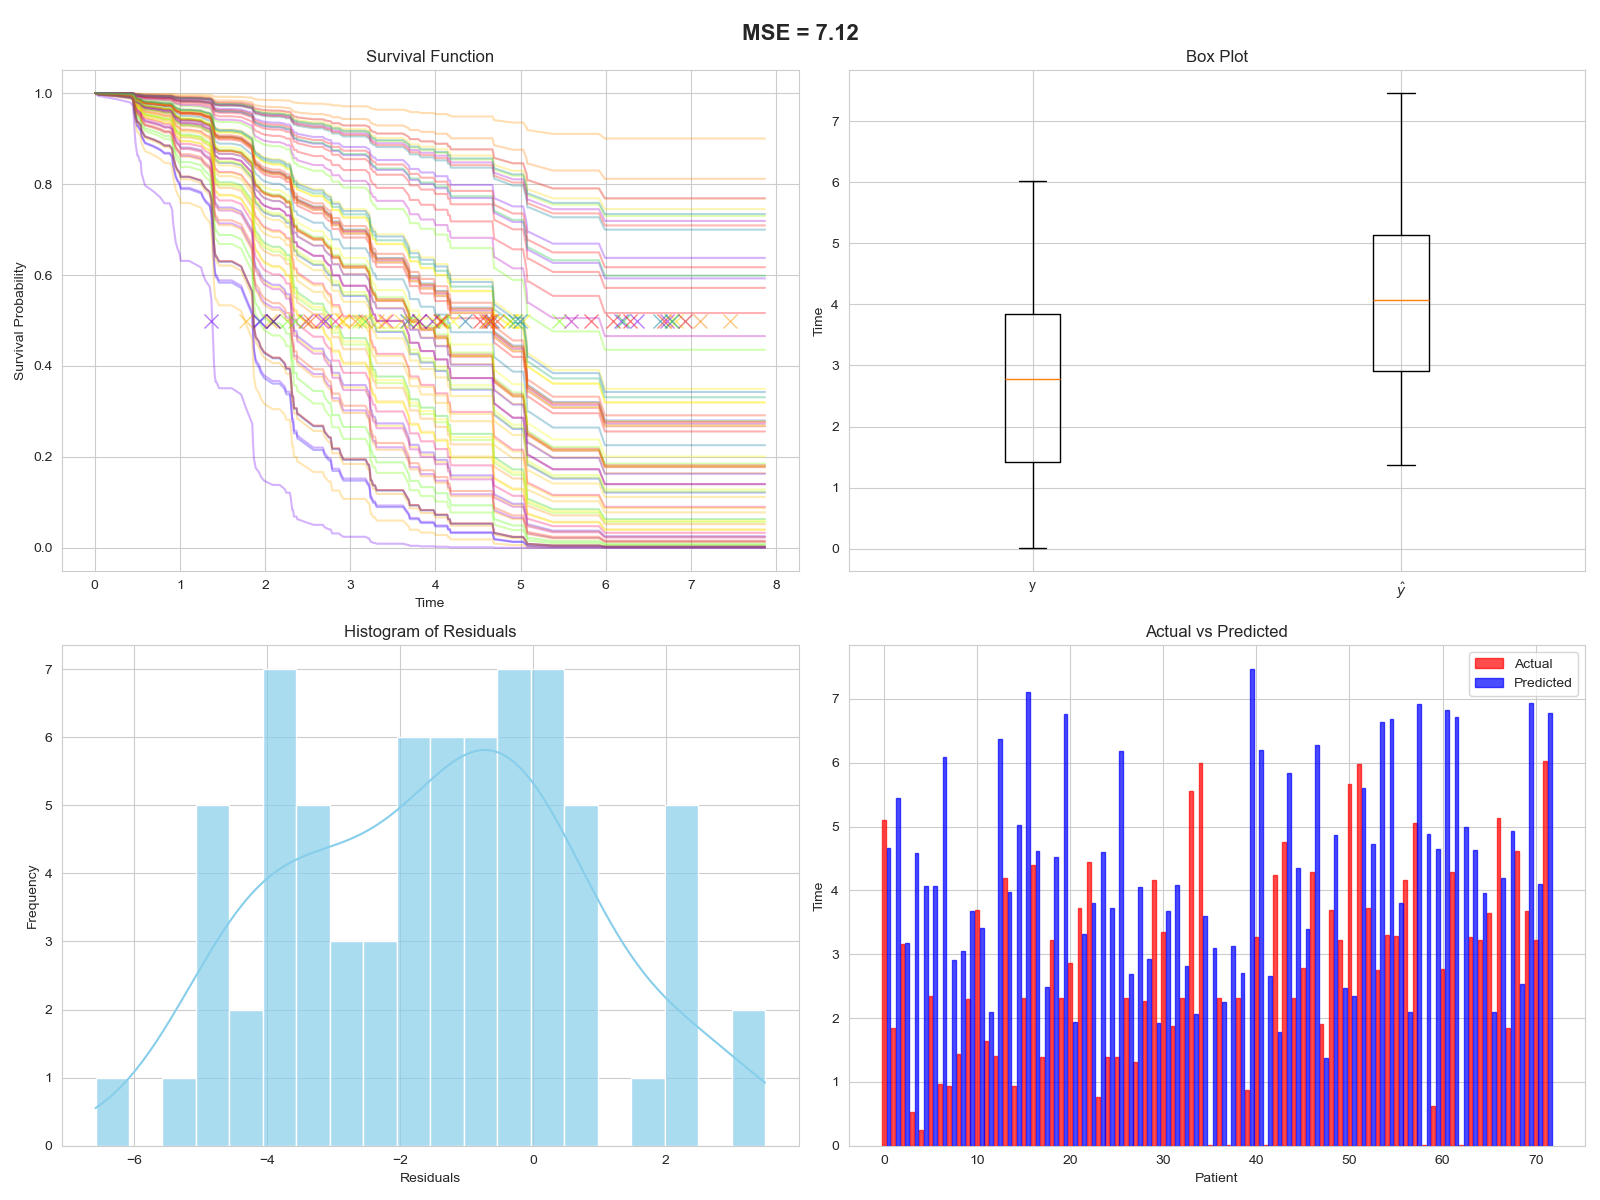 MSE = 7.12
Survival Function
Survival Probability
1.0
0.8
0.6
0.4
0.2
0.0
0 1 2 3 4 5 6 7 8
Time
Box Plot
Time
7
6
5
4
3
2
1
0
y ŷ
Histogram of Residuals
Frequency
7
6
5
4
3
2
1
0
−6 −4 −2 0 2
Residuals
Actual vs Predicted
Actual
Predicted
Time
7
6
5
4
3
2
1
0
0 10 20 30 40 50 60 70
Patient